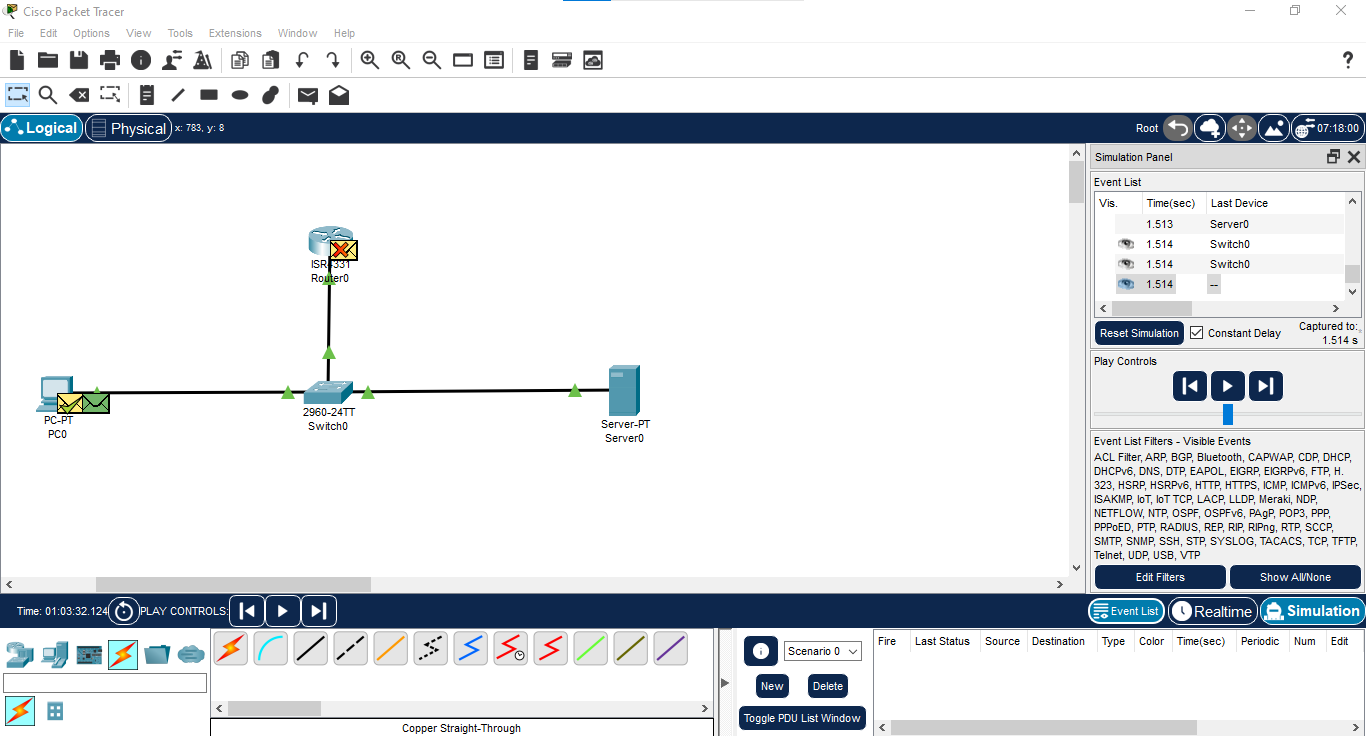 Cisco Packet Tracer
File Edit Options View Tools Extensions Window Help
Logical Physical x: 783, y: 8 Root 07:18:00
Simulation Panel
Event List
Vis. Time(sec) Last Device
1.513 Server0
1.514 Switch0
1.514 Switch0
1.514 --
Reset Simulation Constant Delay Captured to:
1.514 s
Play Controls
Event List Filters - Visible Events
ACL Filter, ARP, BGP, Bluetooth, CAPWAP, CDP, DHCP,
DHCPv6, DNS, DTP, EAPOL, EIGRP, EIGRPv6, FTP, H.
323, HSRP, HSRPv6, HTTP, HTTPS, ICMP, ICMPv6, IPSec,
ISAKMP, IoT, IoT TCP, LACP, LLDP, Meraki, NDP,
NETFLOW, NTP, OSPF, OSPFv6, PAgP, POP3, PPP,
PPPoED, PTP, RADIUS, REP, RIP, RIPng, RTP, SCCP,
SMTP, SNMP, SSH, STP, SYSLOG, TACACS, TCP, TFTP,
Telnet, UDP, USB, VTP
Edit Filters Show All/None
Router0
PC-PT
PC0
2960-24TT
Switch0
Server-PT
Server0
Time: 01:03:32.124 PLAY CONTROLS: Event List Realtime Simulation
Scenario 0
New Delete
Toggle PDU List Window
Fire Last Status Source Destination Type Color Time(sec) Periodic Num Edit
Copper Straight-Through